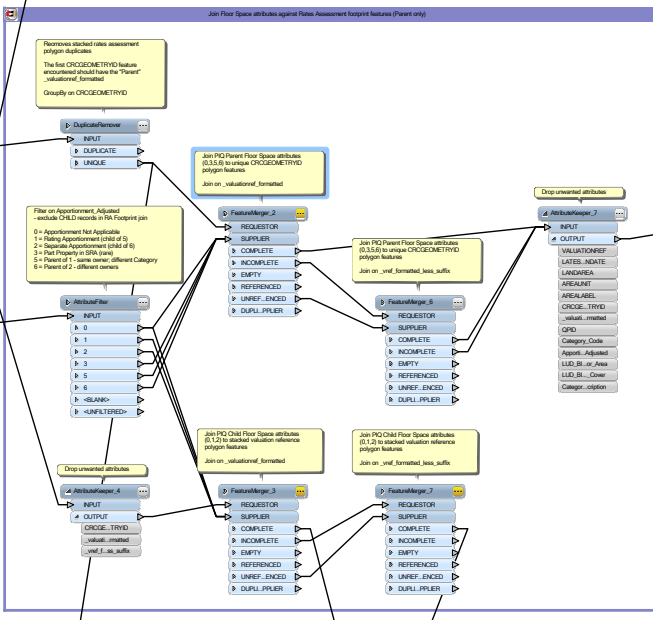 Join Floor Space attributes against Rates Assessment footprint features (Parent only)
Reomoves stacked rates assessment
polygon duplicates
The first CRCGEOMETRYID feature
encountered should have the "Parent"
_valuationref_formatted
GroupBy on CRCGEOMETRYID
DuplicateRemover
INPUT
DUPLICATE
UNIQUE
Join PIQ Parent Floor Space attributes
(0,3,5,6) to unique CRCGEOMETRYID
polygon features
Join on _valuationref_formatted
FeatureMerger_2
REQUESTOR
SUPPLIER
COMPLETE
INCOMPLETE
EMPTY
REFERENCED
UNREF...ENCED
DUPLI...PPLIER
Filter on Apportionment_Adjusted
- exclude CHILD records in RA Footprint join
0 = Apportionment Not Applicable
1 = Rating Apportionment (child of 5)
2 = Separate Apportionment (child of 6)
3 = Part Property in SRA (rare)
5 = Parent of 1 - same owner; different Category
6 = Parent of 2 - different owners
AttributeFilter
INPUT
0
1
2
3
5
6
<BLANK>
<UNFILTERED>
Join PIQ Parent Floor Space attributes
(0,3,5,6) to unique CRCGEOMETRYID
polygon features
Join on _vref_formatted_less_suffix
FeatureMerger_6
REQUESTOR
SUPPLIER
COMPLETE
INCOMPLETE
EMPTY
REFERENCED
UNREF...ENCED
DUPLI...PPLIER
Drop unwanted attributes
AttributeKeeper_7
INPUT
OUTPUT
VALUATIONREF
LATES...NDATE
LANDAREA
AREAUNIT
AREALABEL
CRCGE...TRYID
_valuati...rmatted
QPID
Category_Code
Apporti...Adjusted
LUD_Bl...or_Area
LUD_Bl..._Cover
Categor...cription
Drop unwanted attributes
AttributeKeeper_4
INPUT
OUTPUT
CRCGE...TRYID
_valuati...rmatted
_vref_f...ss_suffix
Join PIQ Child Floor Space attributes
(0,1,2) to stacked valuation reference
polygon features
Join on _valuationref_formatted
FeatureMerger_3
REQUESTOR
SUPPLIER
COMPLETE
INCOMPLETE
EMPTY
REFERENCED
UNREF...ENCED
DUPLI...PPLIER
Join PIQ Child Floor Space attributes
(0,1,2) to stacked valuation reference
polygon features
Join on _vref_formatted_less_suffix
FeatureMerger_7
REQUESTOR
SUPPLIER
COMPLETE
INCOMPLETE
EMPTY
REFERENCED
UNREF...ENCED
DUPLI...PPLIER